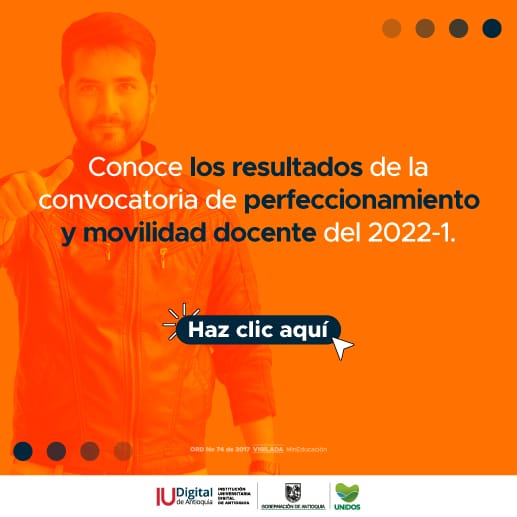 Conoce los resultados de la
convocatoria de perfeccionamiento
y movilidad docente del 2022-1.
Haz clic aquí
ORD No 74 de 2017 VIGILADA MinEducación
IU Digital
de Antioquia
INSTITUCIÓN
UNIVERSITARIA
DIGITAL
DE ANTIOQUIA
GOBERNACIÓN DE ANTIOQUIA
UNIDOS